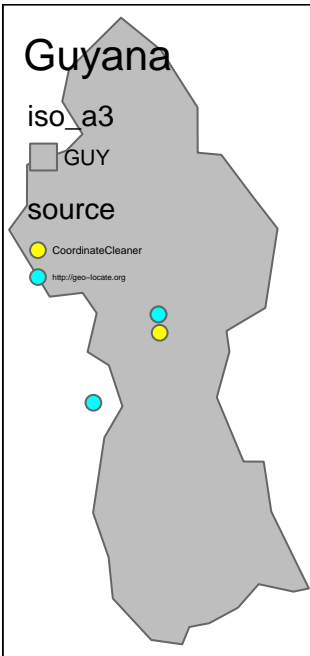 Guyana
iso_a3
GUY
source
CoordinateCleaner
http://geo−locate.org